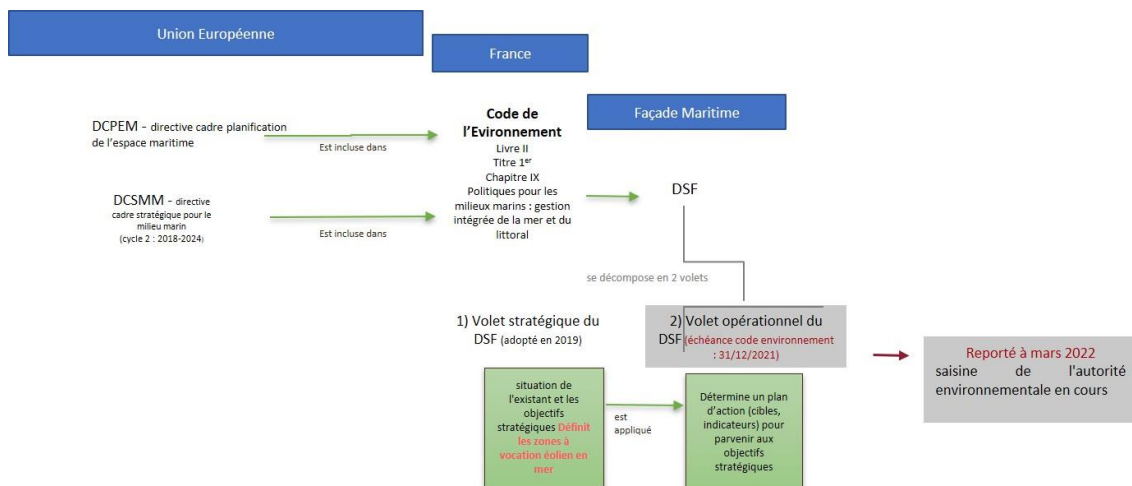 Union Européenne
France
Façade Maritime
DCPEM - directive cadre planification
de l'espace maritime
Est incluse dans
Code de
l'Evironnement
Livre II
Titre 1er
Chapitre IX
Politiques pour les
milieux marins : gestion
intégrée de la mer et du
littoral
DSF
DCSMM - directive
cadre stratégique pour le
milieu marin
(cycle 2 : 2018-2024)
Est incluse dans
se décompose en 2 volets
1) Volet stratégique du
DSF (adopté en 2019)
2) Volet opérationnel du
DSF (échéance code environnement
: 31/12/2021)
Reporté à mars 2022
saisine de l'autorité
environnementale en cours
situation de
l'existant et les
objectifs
stratégiques Définit
les zones à
vocation éolien en
mer
est
appliqué
Détermine un plan
d'action (cibles,
indicateurs) pour
parvenir aux
objectifs
stratégiques